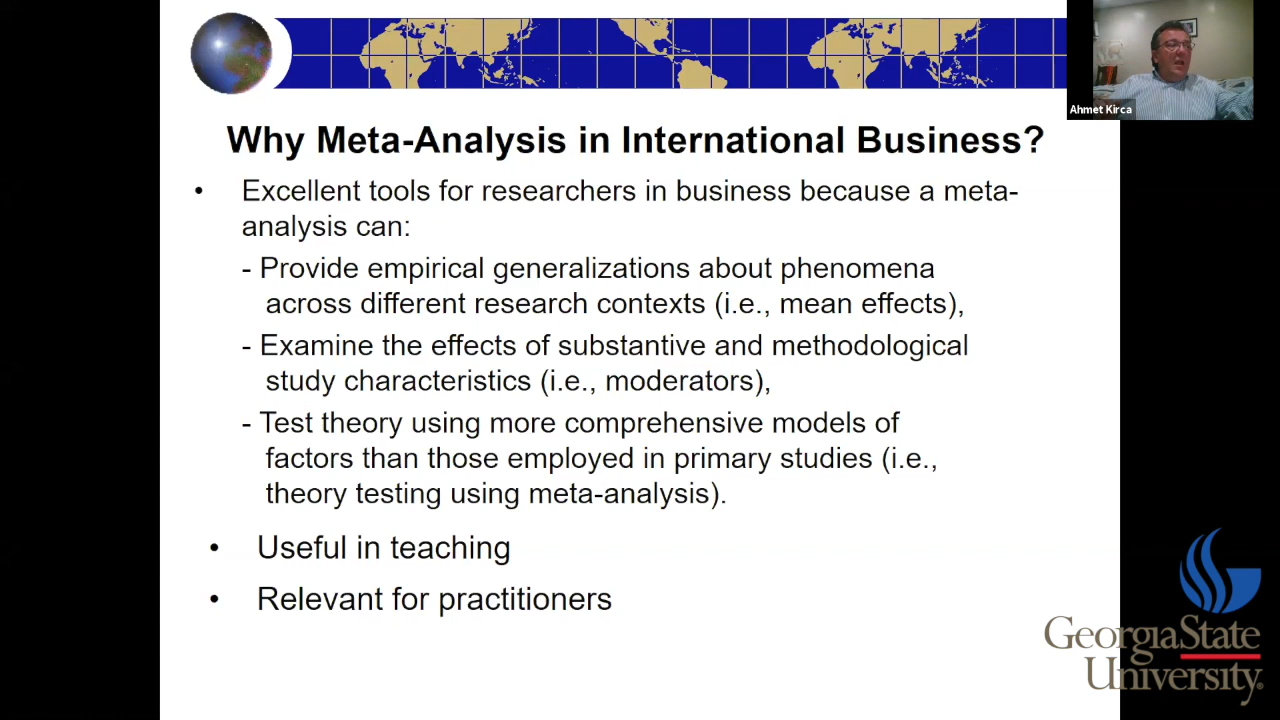 Ahmet Kirca
Why Meta-Analysis in International Business?
• Excellent tools for researchers in business because a meta-
analysis can:
- Provide empirical generalizations about phenomena
across different research contexts (i.e., mean effects),
- Examine the effects of substantive and methodological
study characteristics (i.e., moderators),
- Test theory using more comprehensive models of
factors than those employed in primary studies (i.e.,
theory testing using meta-analysis).
• Useful in teaching
• Relevant for practitioners
GeorgiaState
University®